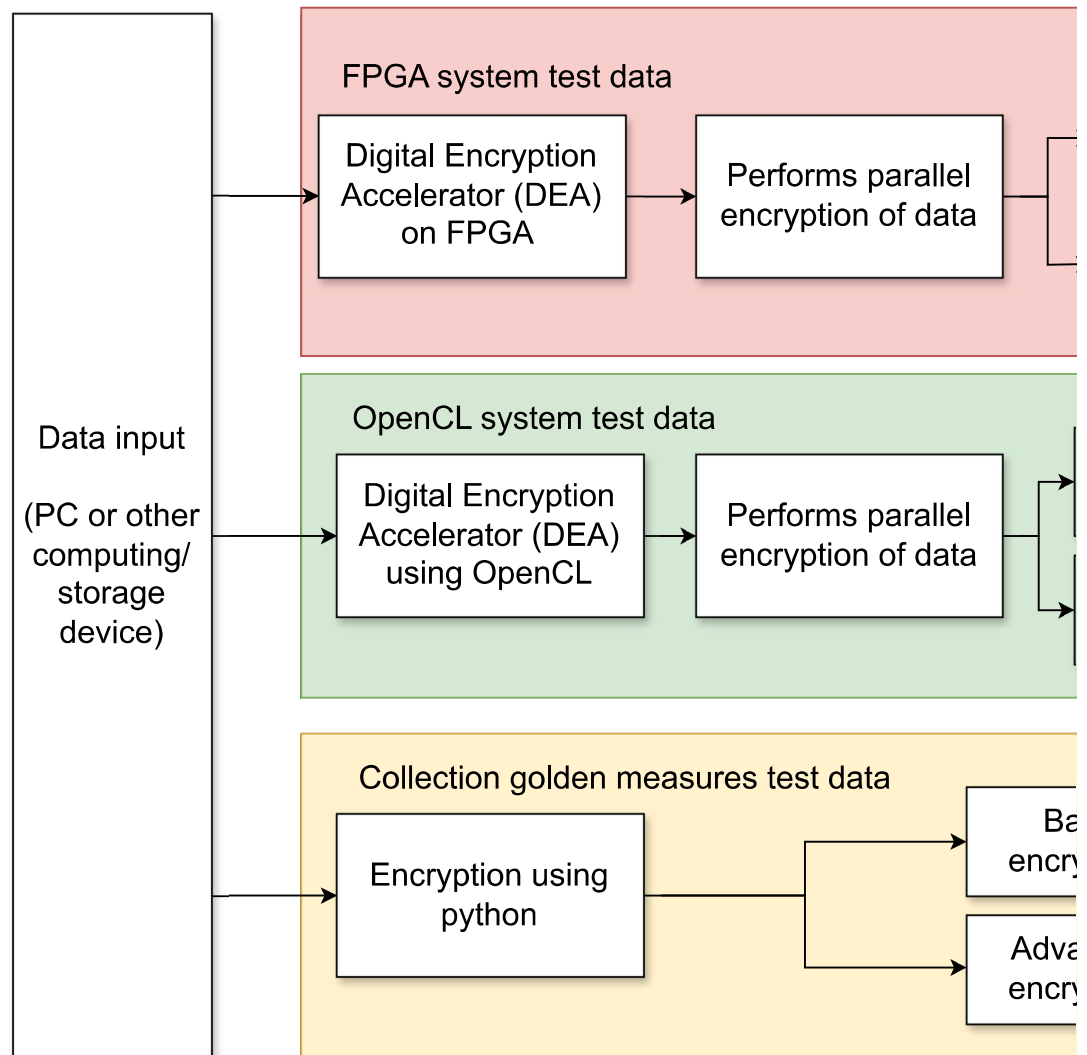 Data input
(PC or other
computing/
storage
device)
FPGA system test data
Digital Encryption
Accelerator (DEA)
on FPGA
Performs parallel
encryption of data
OpenCL system test data
Digital Encryption
Accelerator (DEA)
using OpenCL
Performs parallel
encryption of data
Collection golden measures test data
Encryption using
python